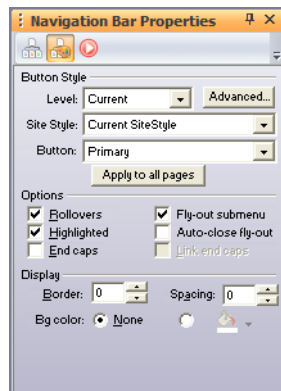 Navigation Bar Properties
Button Style
Level: Current Advanced...
Site Style: Current SiteStyle
Button: Primary
Apply to all pages
Options
Rollovers Fly-out submenu
Highlighted Auto-close fly-out
End caps Link end caps
Display
Border: 0 Spacing: 0
Bg color: None